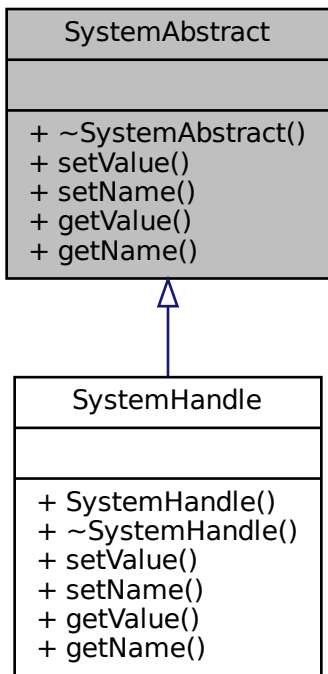 SystemAbstract
+ ~SystemAbstract()
+ setValue()
+ setName()
+ getValue()
+ getName()
SystemHandle
+ SystemHandle()
+ ~SystemHandle()
+ setValue()
+ setName()
+ getValue()
+ getName()